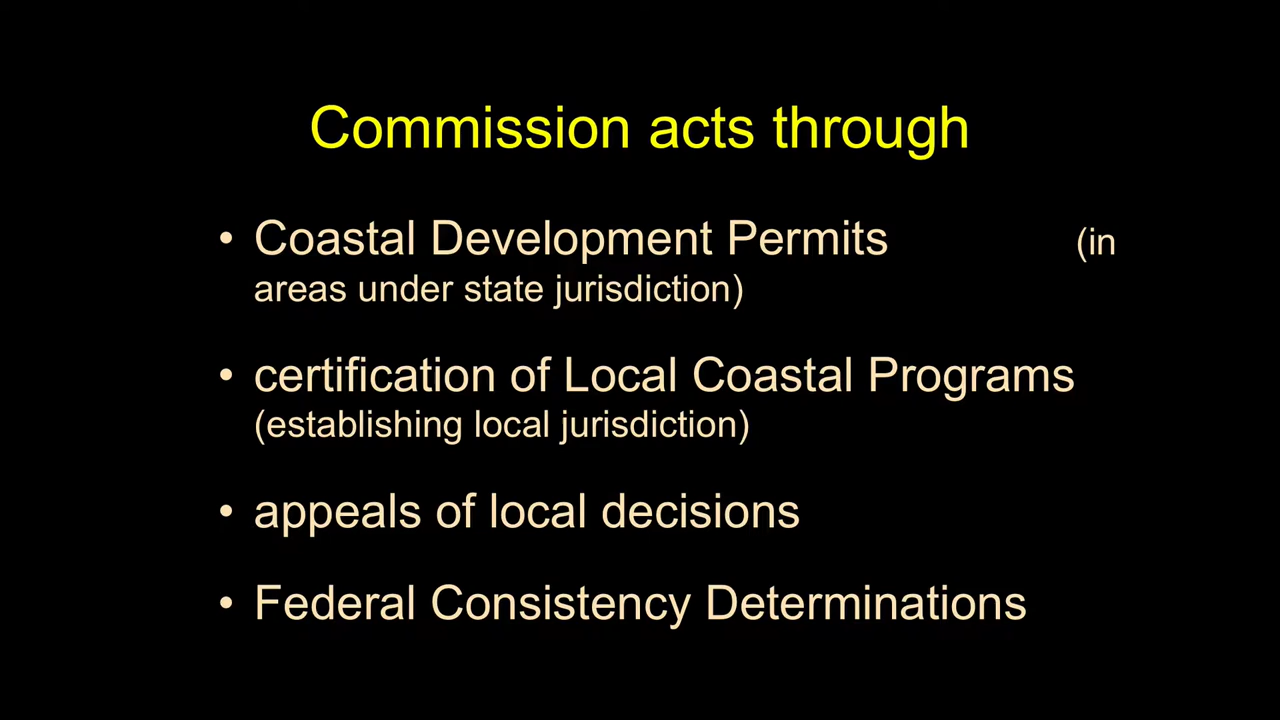 Commission acts through
• Coastal Development Permits (in
areas under state jurisdiction)
• certification of Local Coastal Programs
(establishing local jurisdiction)
• appeals of local decisions
• Federal Consistency Determinations